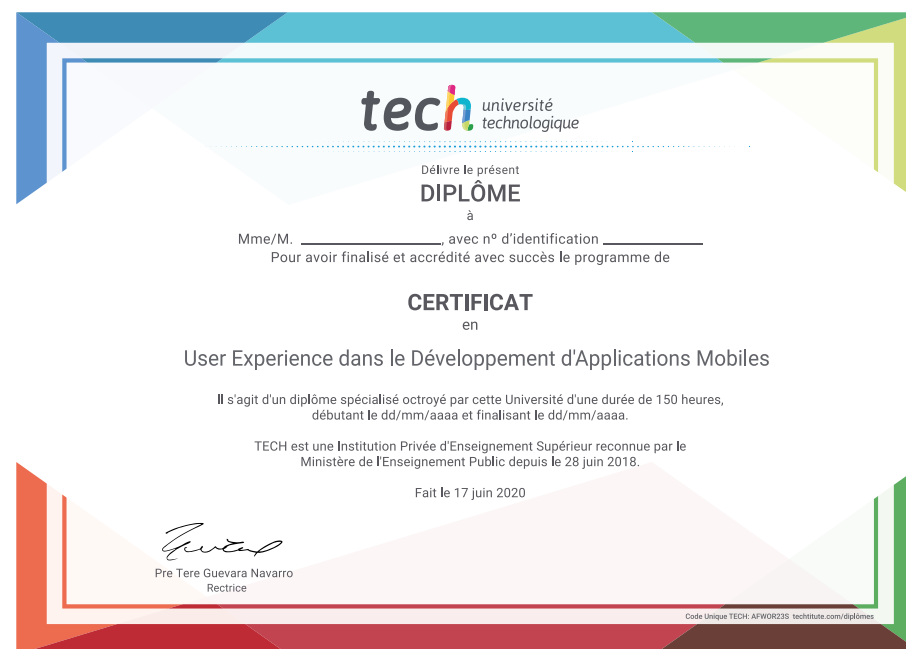 tech université
technologique
Délivre le présent
DIPLÔME
à
Mme/M. ____________________, avec nº d'identification ______________
Pour avoir finalisé et accrédité avec succès le programme de
CERTIFICAT
en
User Experience dans le Développement d'Applications Mobiles
Il s'agit d'un diplôme spécialisé octroyé par cette Université d'une durée de 150 heures,
débutant le dd/mm/aaaa et finalisant le dd/mm/aaaa.
TECH est une Institution Privée d'Enseignement Supérieur reconnue par le
Ministère de l'Enseignement Public depuis le 28 juin 2018.
Fait le 17 juin 2020
Pre Tere Guevara Navarro
Rectrice
Code Unique TECH: AFWOR23S techtitute.com/diplômes